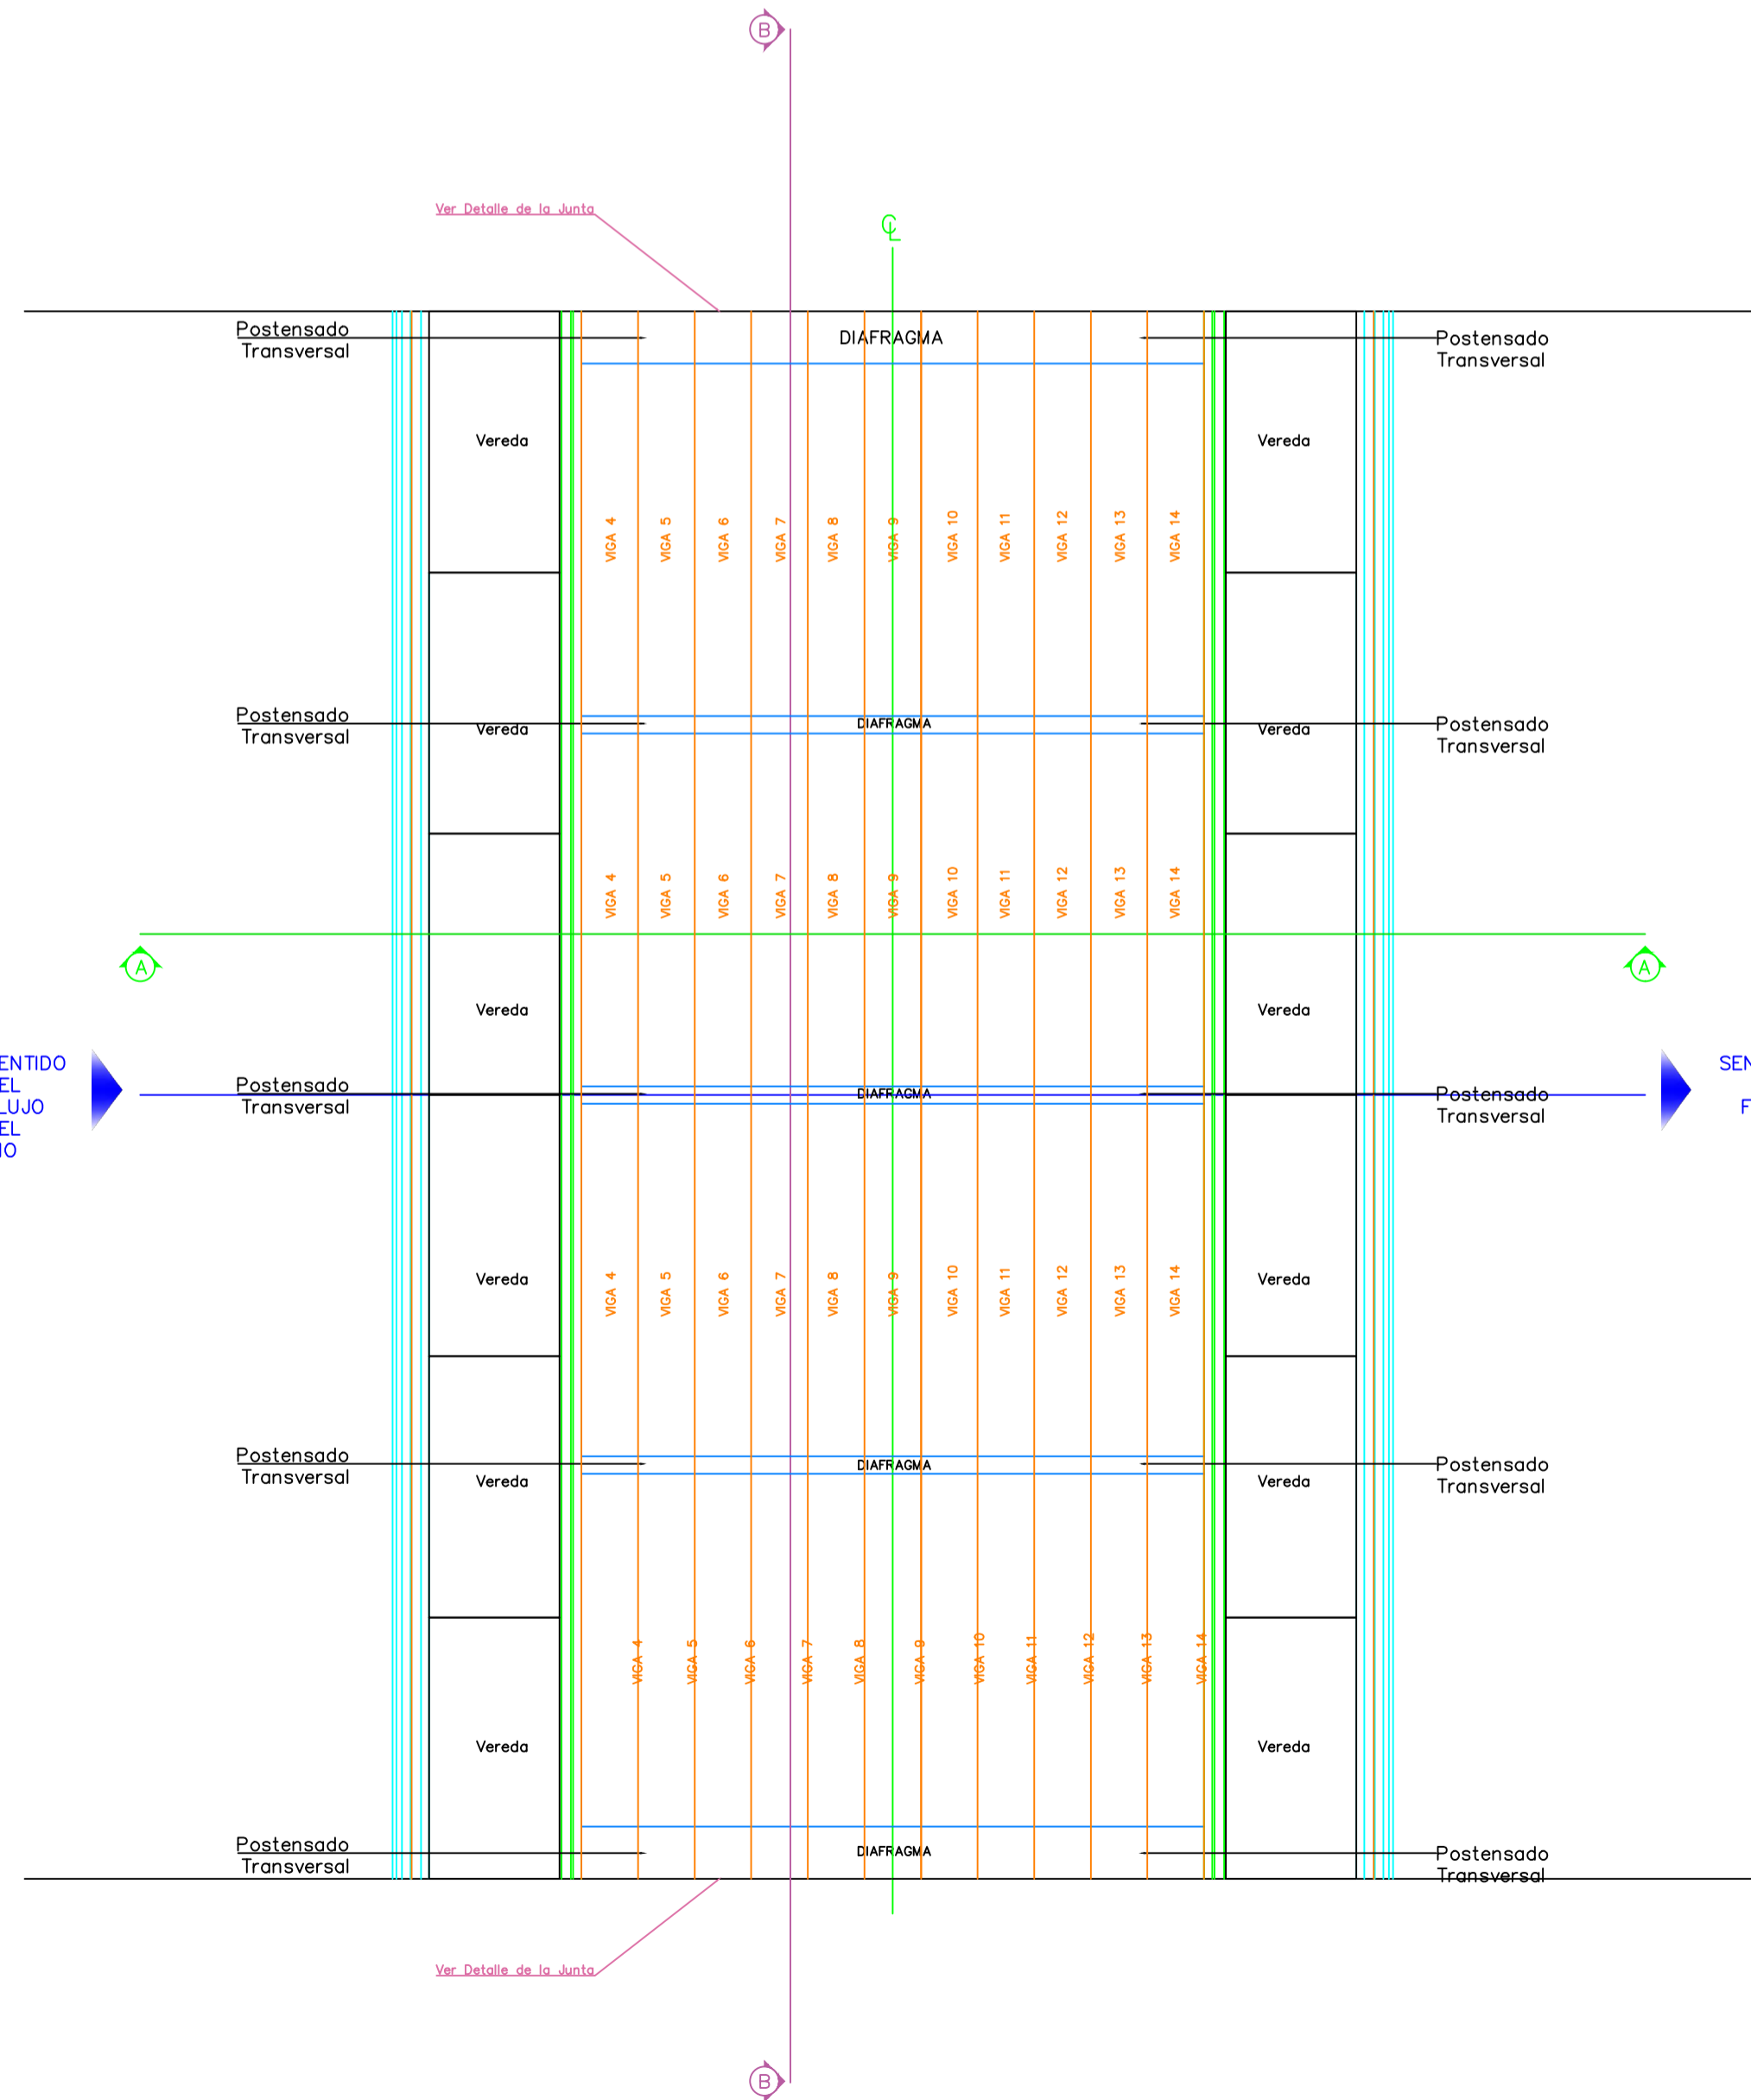 B
Ver Detalle de la Junta
CL
Postensado
Transversal
DIAFRAGMA
Postensado
Transversal
Vereda
Vereda
VIGA 4
VIGA 5
VIGA 6
VIGA 7
VIGA 8
VIGA 9
VIGA 10
VIGA 11
VIGA 12
VIGA 13
VIGA 14
Postensado
Transversal
Vereda
DIAFRAGMA
Vereda
Postensado
Transversal
VIGA 4
VIGA 5
VIGA 6
VIGA 7
VIGA 8
VIGA 9
VIGA 10
VIGA 11
VIGA 12
VIGA 13
VIGA 14
A
A
Vereda
Vereda
ENTIDO
EL
LUJO
EL
IO
Postensado
Transversal
DIAFRAGMA
Postensado
Transversal
SEN
F
Vereda
Vereda
VIGA 4
VIGA 5
VIGA 6
VIGA 7
VIGA 8
VIGA 9
VIGA 10
VIGA 11
VIGA 12
VIGA 13
VIGA 14
Postensado
Transversal
DIAFRAGMA
Postensado
Transversal
Vereda
Vereda
VIGA 4
VIGA 5
VIGA 6
VIGA 7
VIGA 8
VIGA 9
VIGA 10
VIGA 11
VIGA 12
VIGA 13
VIGA 14
Vereda
Vereda
Postensado
Transversal
DIAFRAGMA
Postensado
Transversal
Ver Detalle de la Junta
B